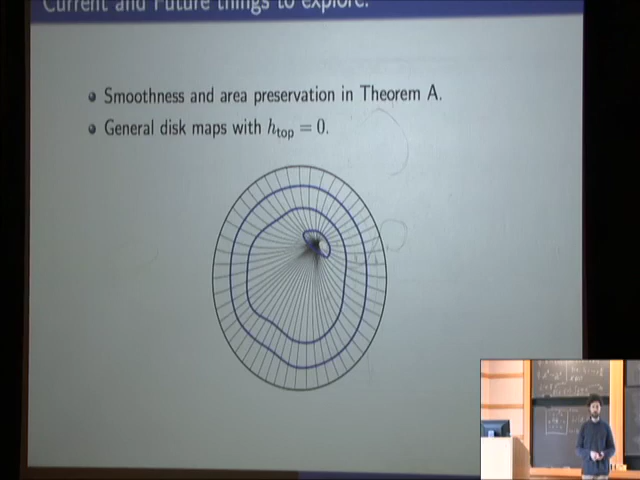 Current and Future things to explore.
Smoothness and area preservation in Theorem A.
General disk maps with h_top = 0.